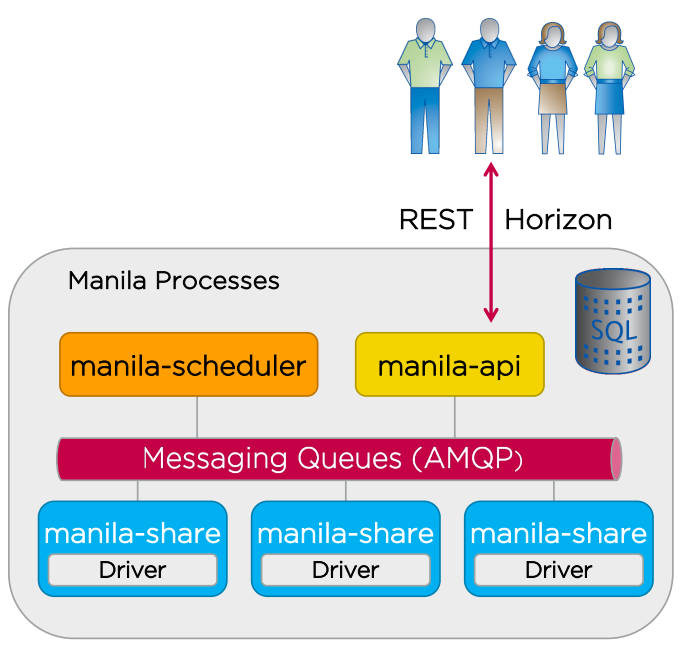 REST Horizon
Manila Processes
SQL
manila-scheduler
manila-api
Messaging Queues (AMQP)
manila-share
manila-share
manila-share
Driver
Driver
Driver